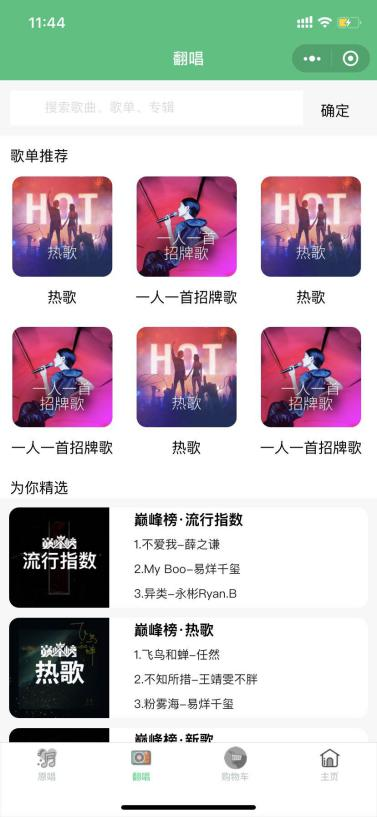 11:44
翻唱
搜索歌曲、歌单、专辑
确定
歌单推荐
HOT
热歌
一人一首
招牌歌
HOT
热歌
热歌
一人一首招牌歌
热歌
一人一首
招牌歌
HOT
热歌
一人一首
招牌歌
一人一首招牌歌
热歌
一人一首招牌歌
为你精选
巅峰榜
流行指数
巅峰榜·流行指数
1.不爱我-薛之谦
2.My Boo-易烊千玺
3.异类-永彬Ryan.B
巅峰榜
热歌
巅峰榜·热歌
1.飞鸟和蝉-任然
2.不知所措-王靖雯不胖
3.粉雾海-易烊千玺
巅峰榜·新歌
原唱
翻唱
购物车
主页